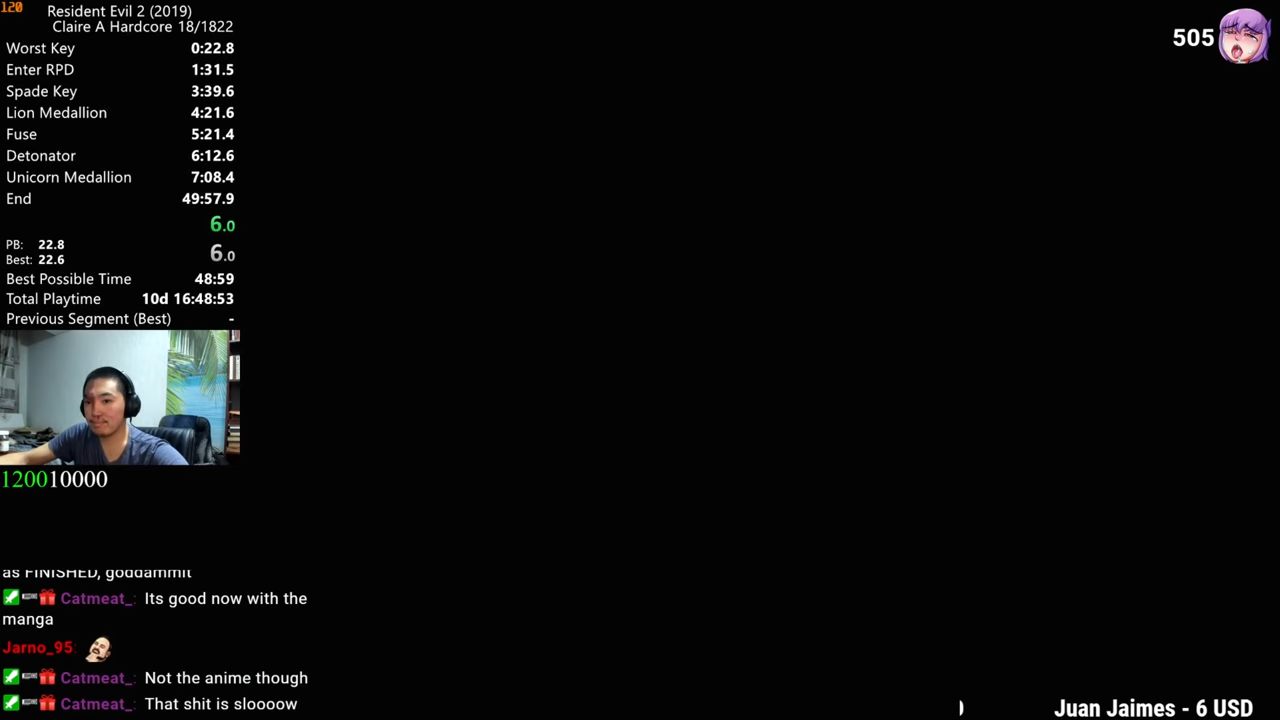 120
Resident Evil 2 (2019)
Claire A Hardcore 18/1822
Worst Key 0:22.8
Enter RPD 1:31.5
Spade Key 3:39.6
Lion Medallion 4:21.6
Fuse 5:21.4
Detonator 6:12.6
Unicorn Medallion 7:08.4
End 49:57.9
6.0
PB: 22.8
Best: 22.6
6.0
Best Possible Time 48:59
Total Playtime 10d 16:48:53
Previous Segment (Best) -
120010000
as FINISHED, goddammit
Catmeat_: Its good now with the
manga
Jarno_95:
Catmeat_: Not the anime though
Catmeat_: That shit is sloooow
505
Juan Jaimes - 6 USD